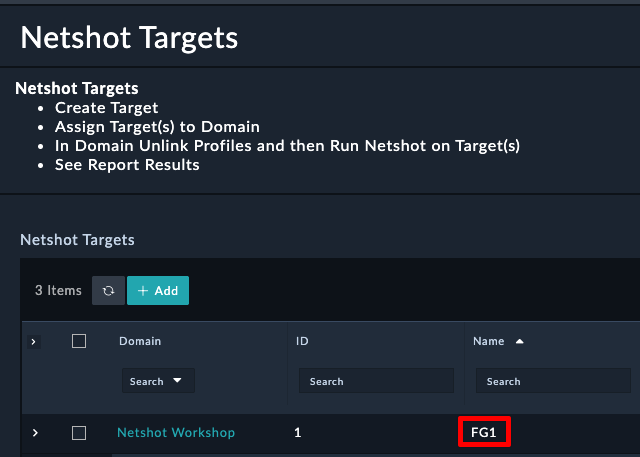 Netshot Targets
Netshot Targets
• Create Target
• Assign Target(s) to Domain
• In Domain Unlink Profiles and then Run Netshot on Target(s)
• See Report Results
Netshot Targets
3 Items + Add
Domain ID Name
Search Search Search
Netshot Workshop 1 FG1